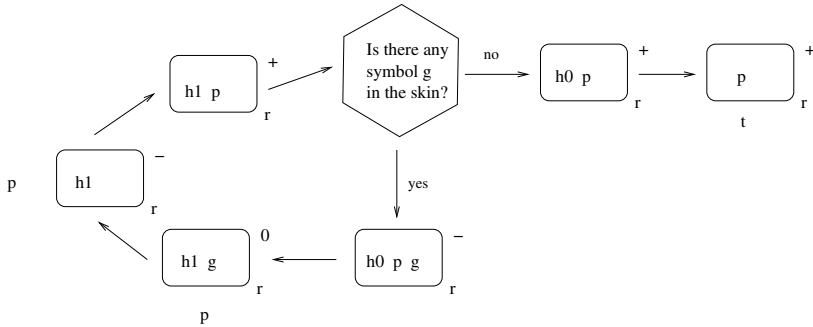 Is there any
symbol g
in the skin?
no
h0 p
+
r
p
+
r
t
yes
h0 p g
−
r
h1 g
0
r
p
h1
−
r
p
h1 p
+
r